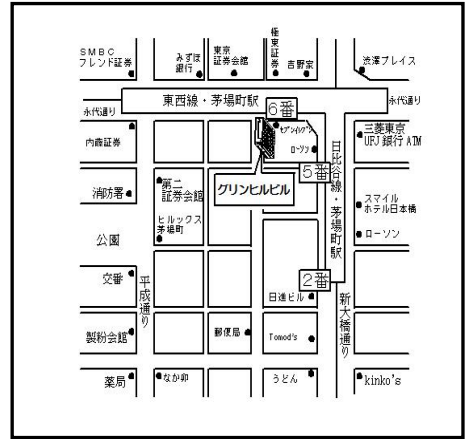 SMBC
フレンド証券
みずほ
銀行
東京
証券会館
極東
証券
吉野家
渋澤プレイス
永代通り
東西線・茅場町駅
6番
永代通り
内藤証券
セブンイレブン
ローソン
三菱東京
UFJ銀行ATM
5番
日比谷線・茅場町駅
消防署
第二
証券会館
グリンヒルビル
スマイル
ホテル日本橋
ヒルックス
茅場町
ローソン
公園
交番
平成通り
2番
日進ビル
新大橋通り
製粉会館
郵便局
Tomod's
薬局
なか卯
うどん
kinko's